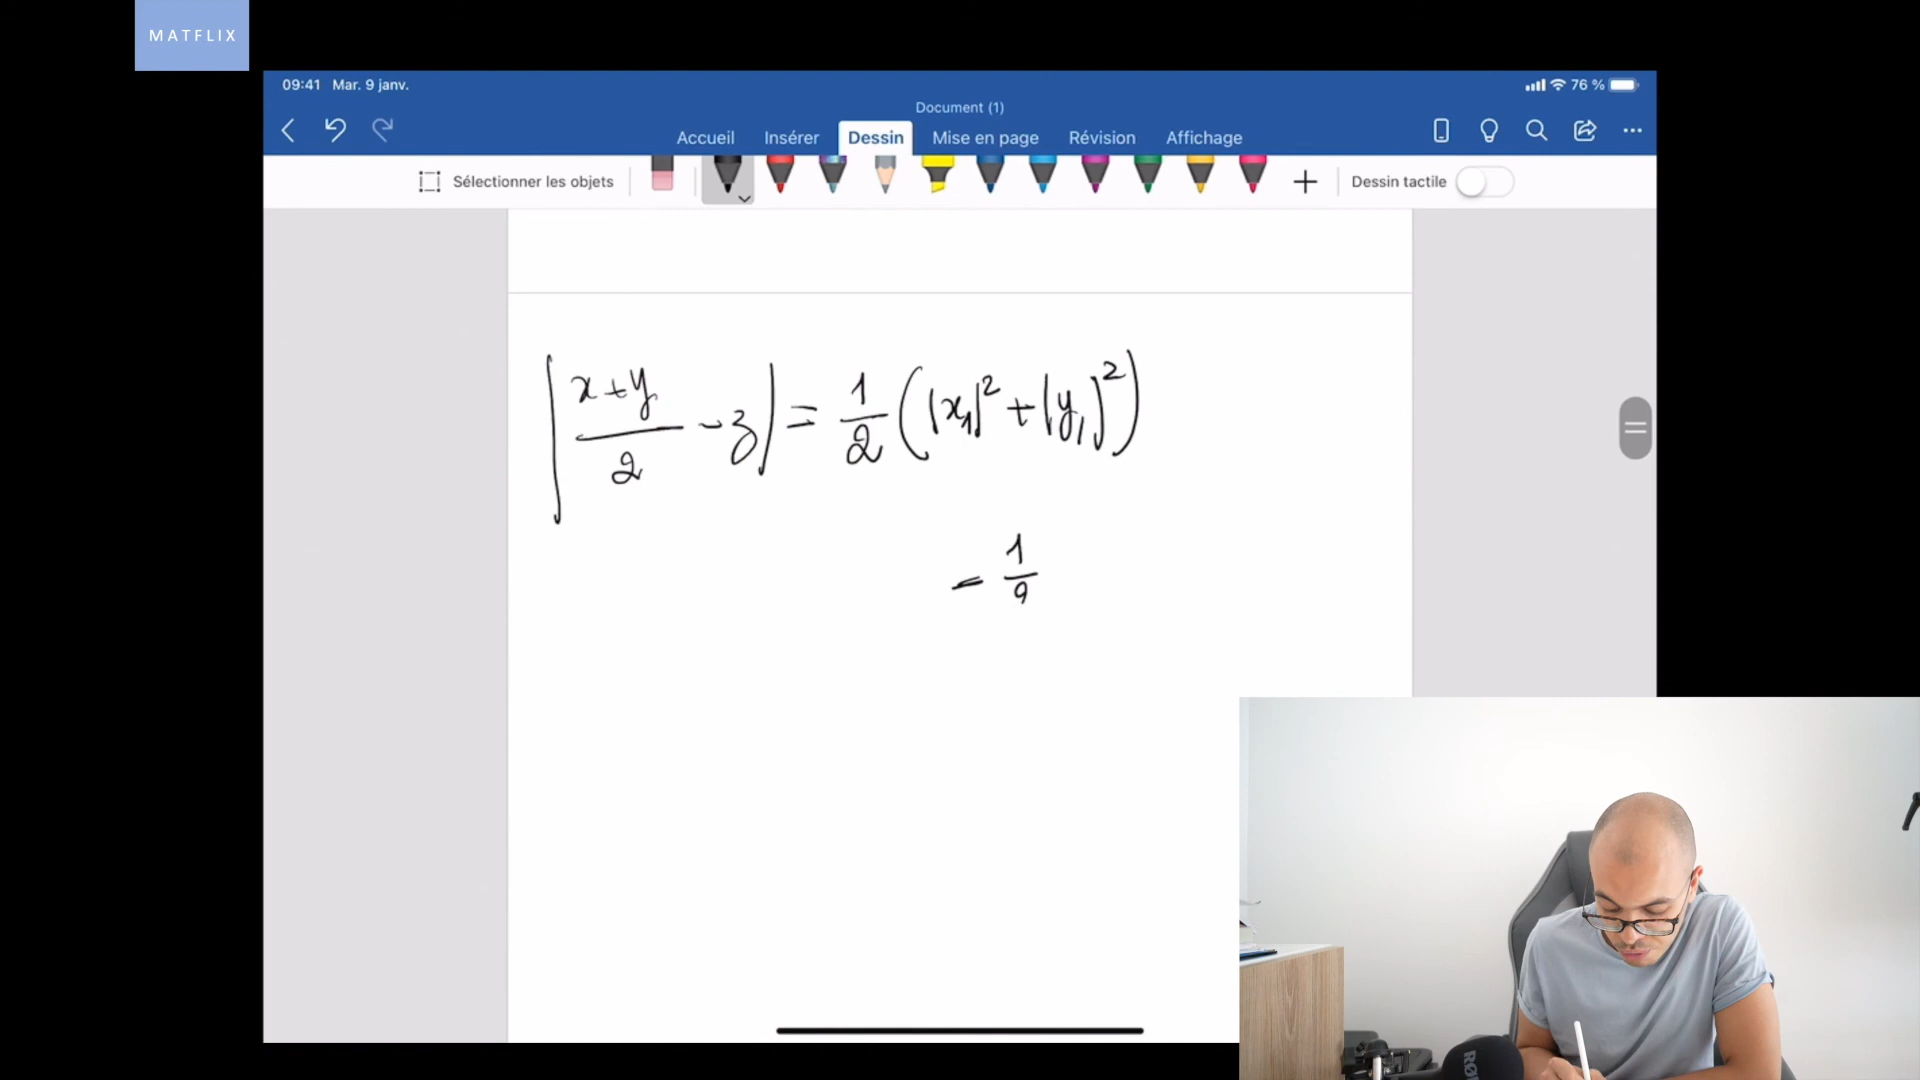 MATFLIX
09:41 Mar. 9 janv. 76 %
Document (1)
Accueil Insérer Dessin Mise en page Révision Affichage
Sélectionner les objets Dessin tactile
|x+y/2 - z| = 1/2 (|x₁|² + |y₁|²)
= 1/9
RØ